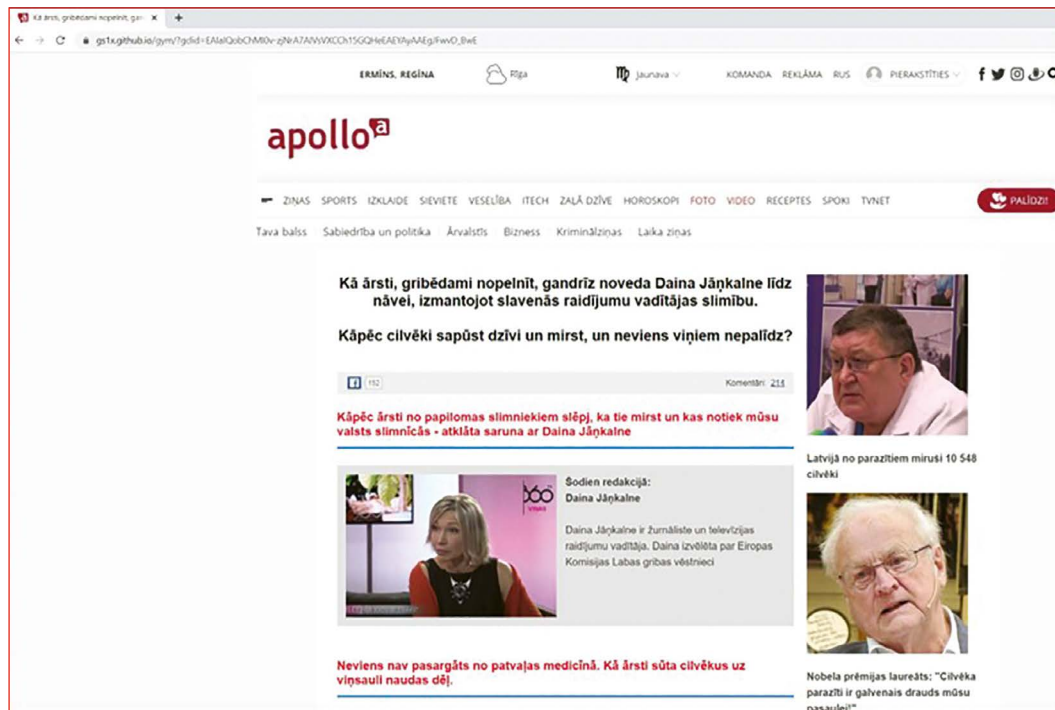 Kā ārsti, gribēdami nopelnīt, gan
ERMĪNS, REGĪNA
Rīga
Jaunava
KOMANDA REKLĀMA RUS
PIERAKSTĪTIES
apollo a
ZIŅAS SPORTS IZKLAIDE SIEVIETE VESELĪBA ITECH ZAĻĀ DZĪVE HOROSKOPI FOTO VIDEO RECEPTES SPOKI TVNET
PALĪDZI!
Tava balss Sabiedrība un politika Ārvalstīs Bizness Kriminālziņas Laika ziņas
Kā ārsti, gribēdami nopelnīt, gandrīz noveda Daina Jāņkalne līdz
nāvei, izmantojot slavenās raidījumu vadītājas slimību.
Kāpēc cilvēki sapūst dzīvi un mirst, un neviens viņiem nepalīdz?
152
Komentāri: 214
Kāpēc ārsti no papilomas slimniekiem slēpj, ka tie mirst un kas notiek mūsu
valsts slimnīcās - atklāta saruna ar Daina Jāņkalne
360
VIŅAS
Šodien redakcijā:
Daina Jāņkalne
Daina Jāņkalne ir žurnāliste un televīzijas
raidījumu vadītāja. Daina izvēlēta par Eiropas
Komisijas Labas gribas vēstnieci
Neviens nav pasargāts no patvaļas medicīnā. Kā ārsti sūta cilvēkus uz
viņsauli naudas dēļ.
Latvijā no parazītiem miruši 10 548
cilvēki
Nobela prēmijas laureāts: "Cilvēka
parazīti ir galvenais drauds mūsu
pasaulei!"